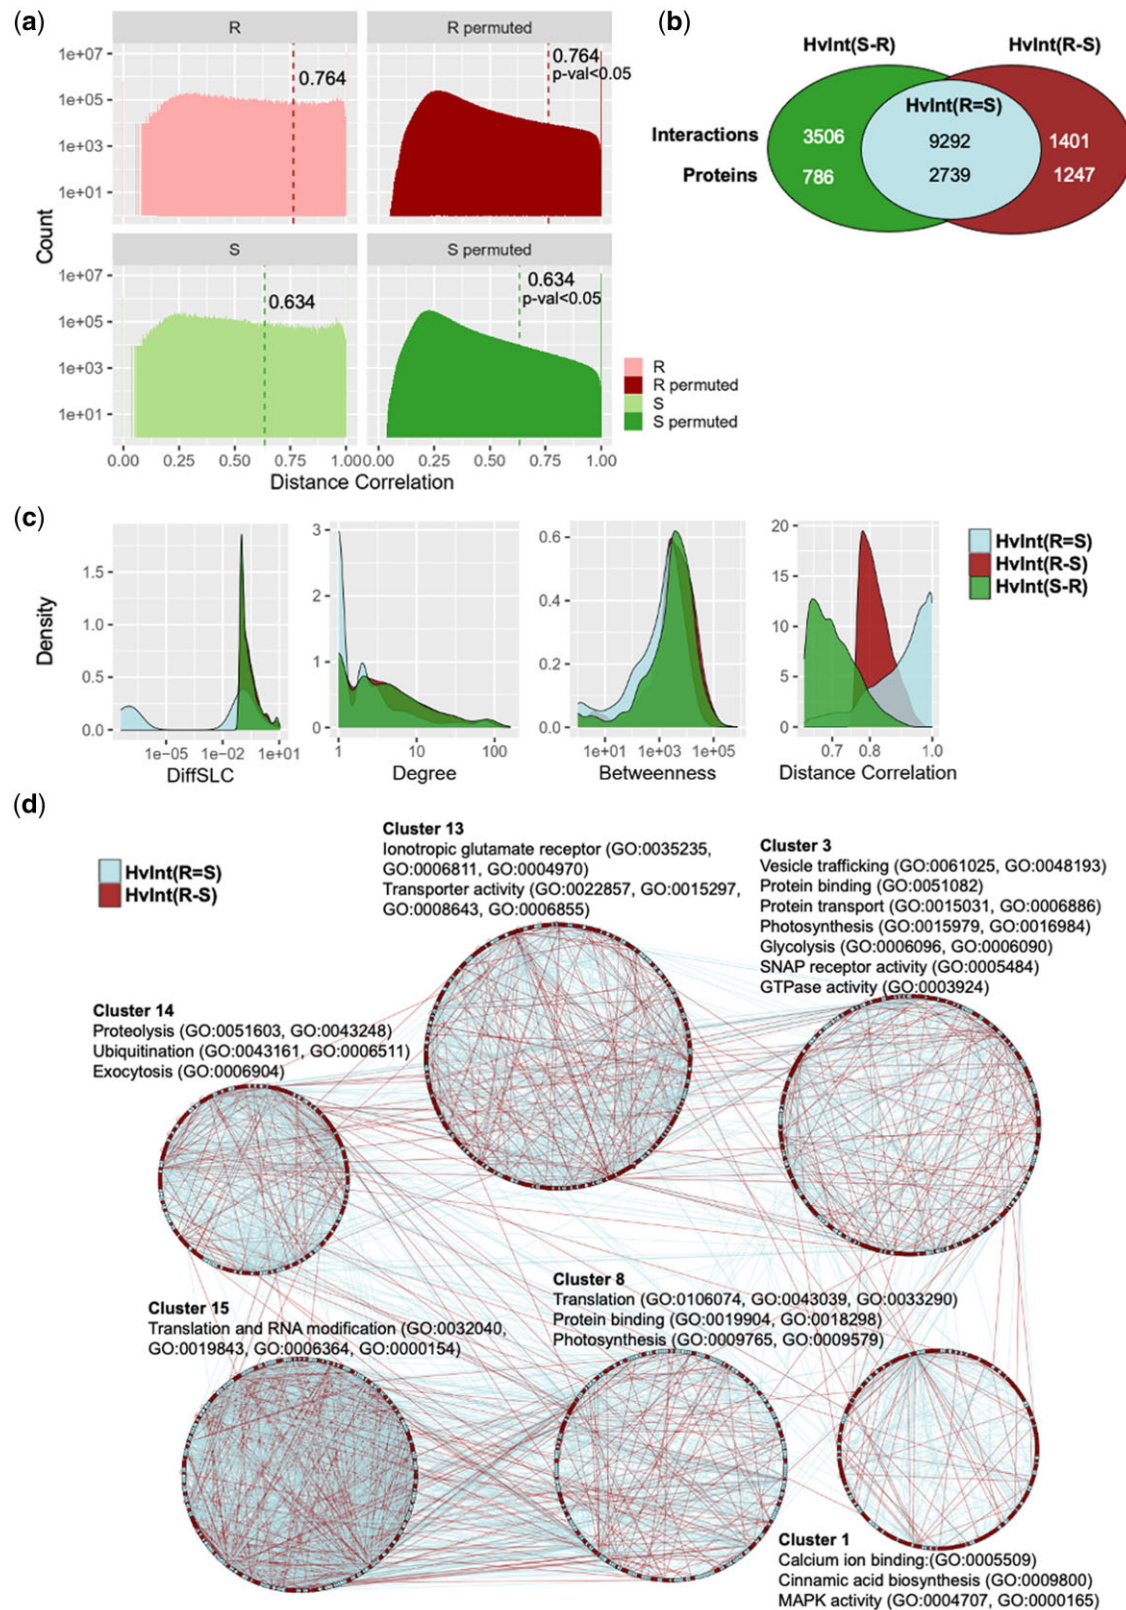 (a)
R
R permuted
1e+07
1e+05
1e+03
1e+01
0.764
0.764
p-val<0.05
Count
S
S permuted
1e+07
1e+05
1e+03
1e+01
0.634
0.634
p-val<0.05
R
R permuted
S
S permuted
0.00 0.25 0.50 0.75 1.00 0.00 0.25 0.50 0.75 1.00
Distance Correlation
(b)
HvInt(S-R) HvInt(R-S)
HvInt(R=S)
Interactions 3506 9292 1401
Proteins 786 2739 1247
(c)
Density
1.5
1.0
0.5
0.0
1e-05 1e-02 1e+01
DiffSLC
3
2
1
0
1 10 100
Degree
0.6
0.4
0.2
0.0
1e+01 1e+03 1e+05
Betweenness
20
15
10
5
0
0.7 0.8 1.0
Distance Correlation
HvInt(R=S)
HvInt(R-S)
HvInt(S-R)
(d)
HvInt(R=S)
HvInt(R-S)
Cluster 13
Ionotropic glutamate receptor (GO:0035235,
GO:0006811, GO:0004970)
Transporter activity (GO:0022857, GO:0015297,
GO:0008643, GO:0006855)
Cluster 3
Vesicle trafficking (GO:0061025, GO:0048193)
Protein binding (GO:0051082)
Protein transport (GO:0015031, GO:0006886)
Photosynthesis (GO:0015979, GO:0016984)
Glycolysis (GO:0006096, GO:0006090)
SNAP receptor activity (GO:0005484)
GTPase activity (GO:0003924)
Cluster 14
Proteolysis (GO:0051603, GO:0043248)
Ubiquitination (GO:0043161, GO:0006511)
Exocytosis (GO:0006904)
Cluster 15
Translation and RNA modification (GO:0032040,
GO:0019843, GO:0006364, GO:0000154)
Cluster 8
Translation (GO:0106074, GO:0043039, GO:0033290)
Protein binding (GO:0019904, GO:0018298)
Photosynthesis (GO:0009765, GO:0009579)
Cluster 1
Calcium ion binding:(GO:0005509)
Cinnamic acid biosynthesis (GO:0009800)
MAPK activity (GO:0004707, GO:0000165)